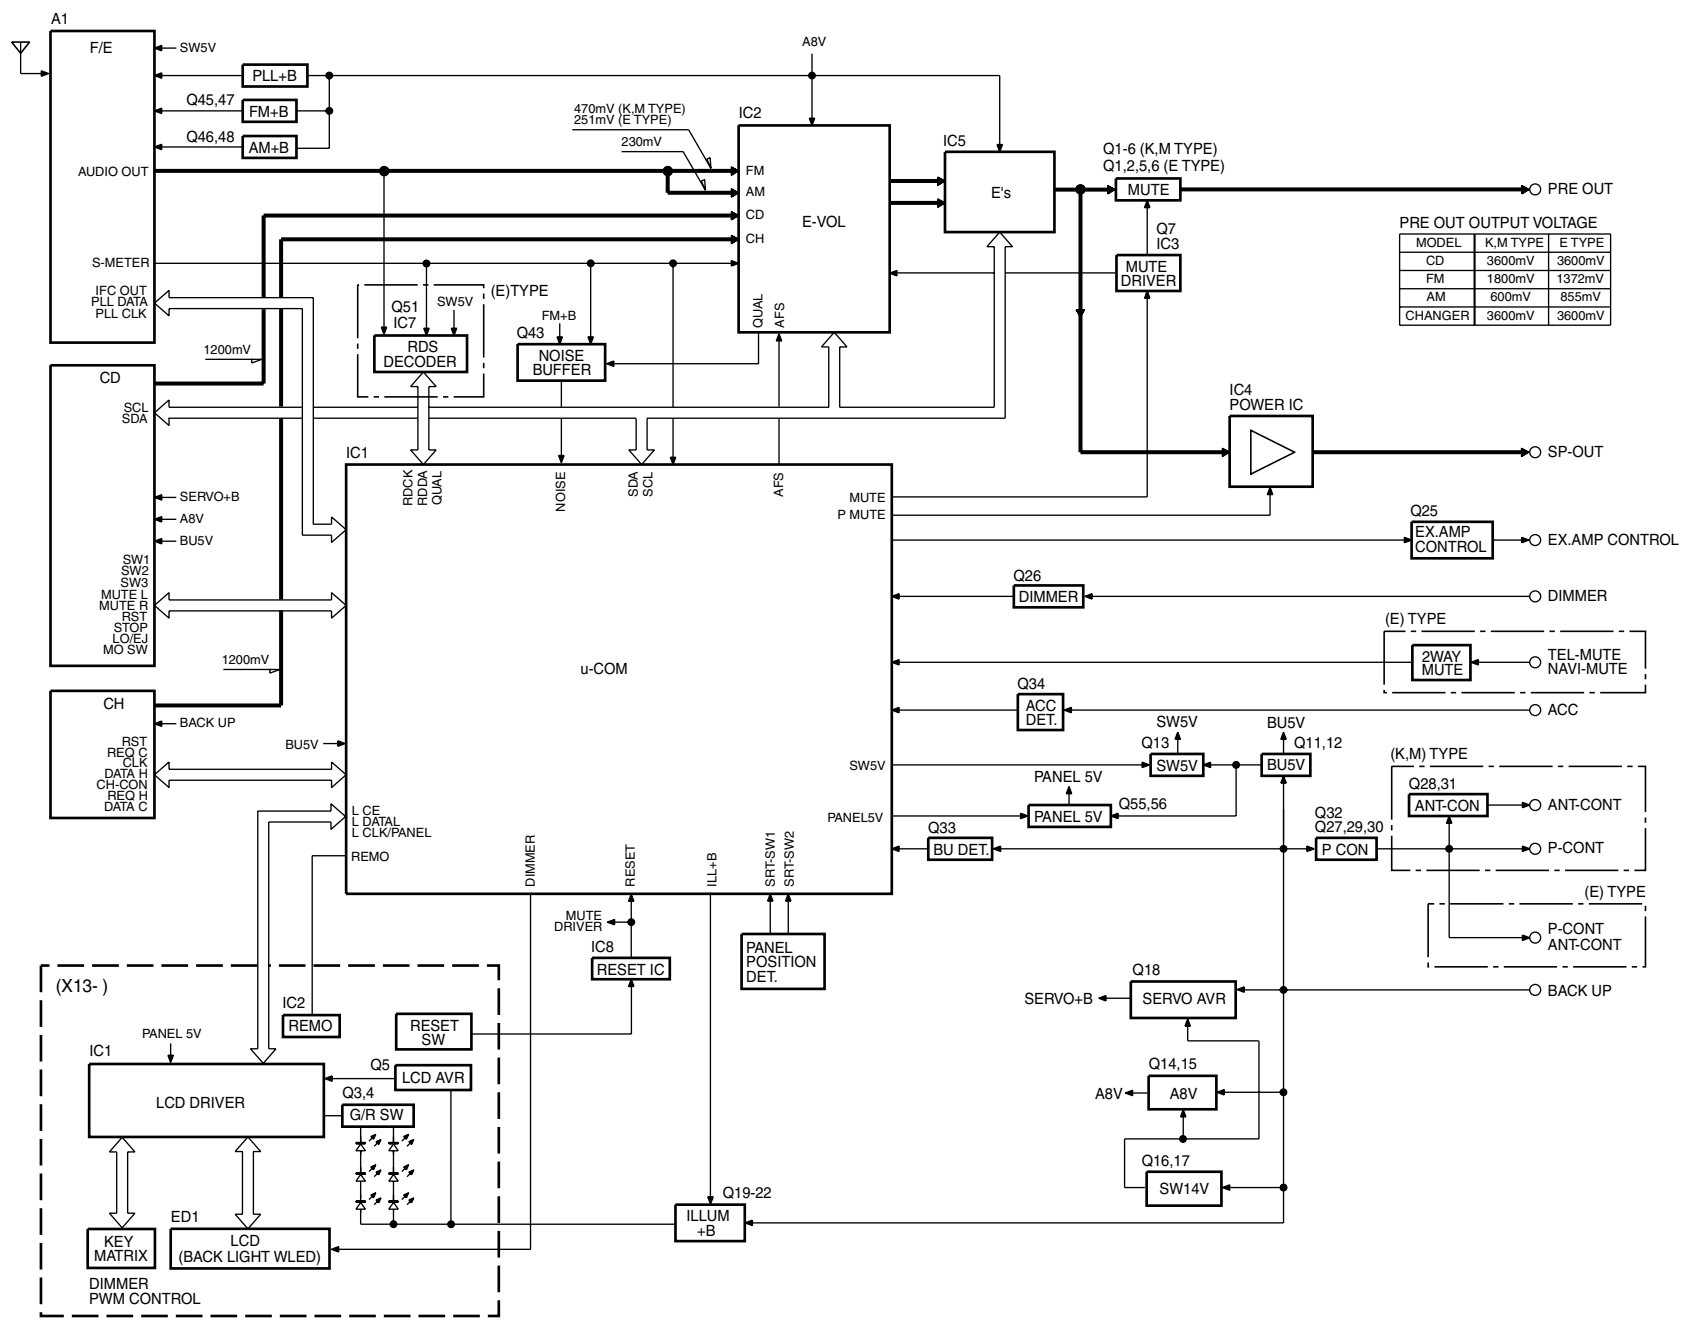 A1
F/E
SW5V
PLL+B
Q45,47
FM+B
Q46,48
AM+B
AUDIO OUT
S-METER
IFC OUT
PLL DATA
PLL CLK
A8V
470mV (K,M TYPE)
251mV (E TYPE)
230mV
IC2
FM
AM
CD
CH
E-VOL
QUAL
AFS
IC5
E's
Q1-6 (K,M TYPE)
Q1,2,5,6 (E TYPE)
MUTE
PRE OUT
Q7
IC3
MUTE
DRIVER
PRE OUT OUTPUT VOLTAGE
MODEL K,M TYPE E TYPE
CD 3600mV 3600mV
FM 1800mV 1372mV
AM 600mV 855mV
CHANGER 3600mV 3600mV
(E)TYPE
Q51
IC7
SW5V
RDS
DECODER
FM+B
Q43
NOISE
BUFFER
1200mV
CD
SCL
SDA
SERVO+B
A8V
BU5V
SW1
SW2
SW3
MUTE L
MUTE R
RST
STOP
LO/EJ
MO SW
1200mV
CH
BACK UP
RST
REQ C
CLK
DATA H
CH-CON
REQ H
DATA C
IC1
RDCK
RDDA
QUAL
NOISE
SDA
SCL
AFS
MUTE
P MUTE
u-COM
BU5V
L CE
L DATAL
L CLK/PANEL
REMO
SW5V
PANEL5V
DIMMER
RESET
ILL+B
SRT-SW1
SRT-SW2
IC4
POWER IC
SP-OUT
Q25
EX.AMP
CONTROL
EX.AMP CONTROL
Q26
DIMMER
DIMMER
(E) TYPE
2WAY
MUTE
TEL-MUTE
NAVI-MUTE
Q34
ACC
DET.
ACC
SW5V
Q13
SW5V
BU5V
Q11,12
BU5V
PANEL 5V
PANEL 5V
Q55,56
Q33
BU DET.
Q32
Q27,29,30
P CON
(K,M) TYPE
Q28,31
ANT-CON
ANT-CONT
P-CONT
(E) TYPE
P-CONT
ANT-CONT
MUTE
DRIVER
IC8
RESET IC
PANEL
POSITION
DET.
Q18
SERVO AVR
SERVO+B
BACK UP
Q14,15
A8V
A8V
Q16,17
SW14V
Q19-22
ILLUM
+B
(X13- )
IC2
REMO
RESET
SW
PANEL 5V
IC1
LCD DRIVER
Q5
LCD AVR
Q3,4
G/R SW
KEY
MATRIX
ED1
LCD
(BACK LIGHT WLED)
DIMMER
PWM CONTROL